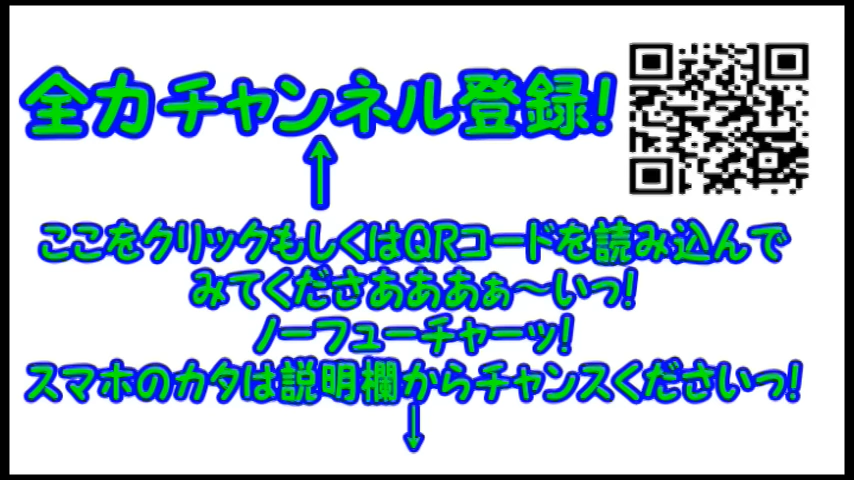 全力チャンネル登録!
↑
ここをクリックもしくはQRコードを読み込んで
みてくださあああぁ～いっ!
ノーフューチャーッ!
スマホのカタは説明欄からチャンスくださいっ!
↓